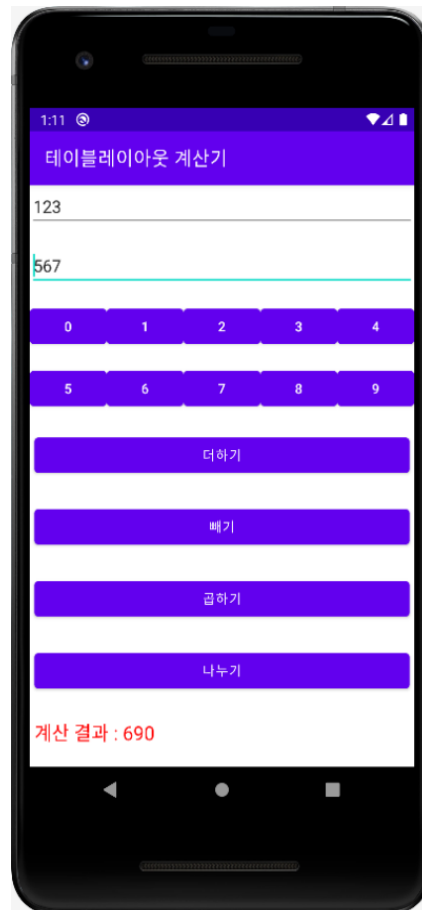 1:11
테이블레이아웃 계산기
123
567
0 1 2 3 4
5 6 7 8 9
더하기
빼기
곱하기
나누기
계산 결과 : 690